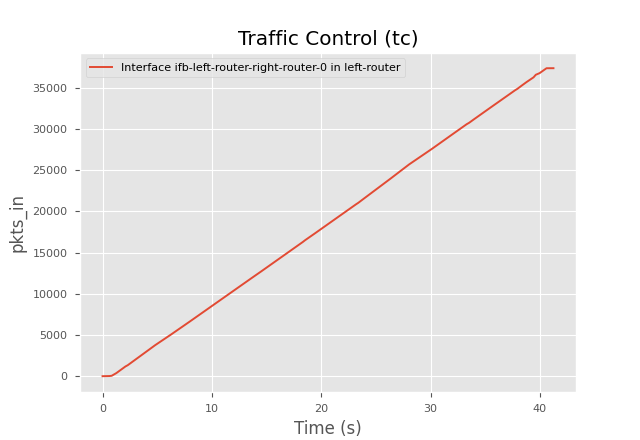 Traffic Control (tc)
Interface ifb-left-router-right-router-0 in left-router
35000
30000
25000
20000
15000
10000
5000
0
pkts_in
0 10 20 30 40
Time (s)